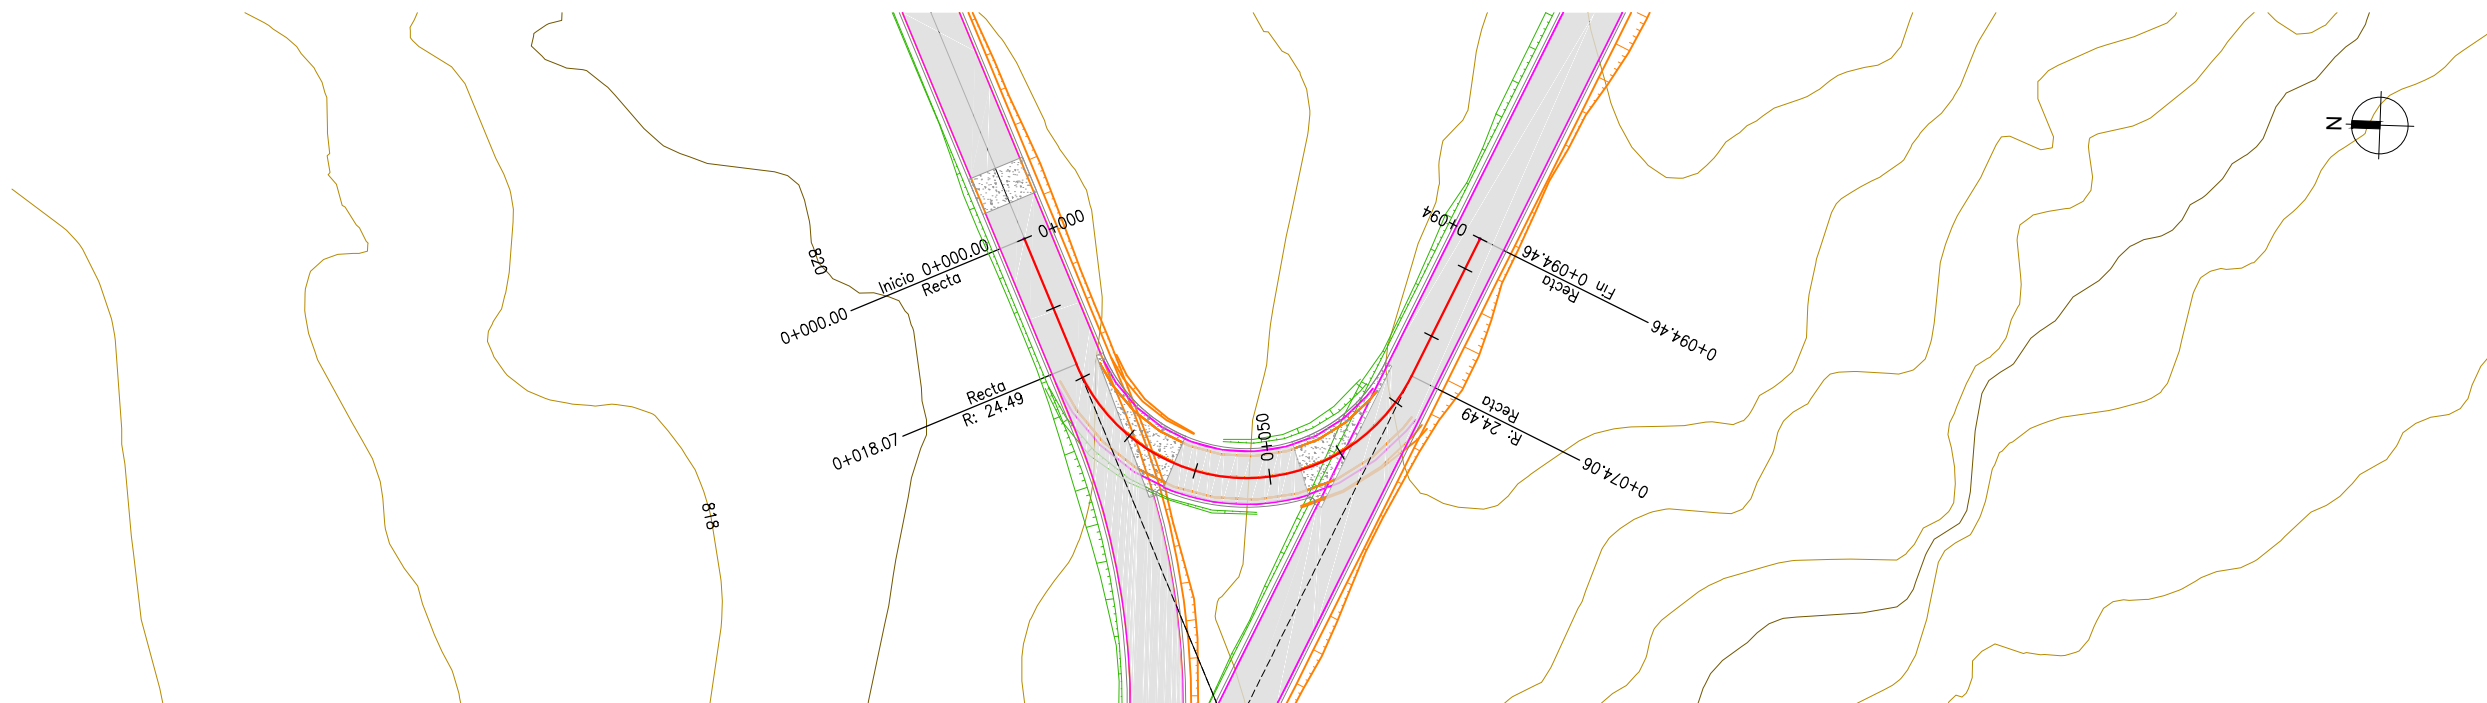 820
818
0+000
Inicio 0+000.00
Recta
0+000.00
Recta
R: 24.49
0+018.07
0+050
0+094
Fin 0+094.46
Recta
0+094.46
Recta
R: 24.49
0+074.06
N